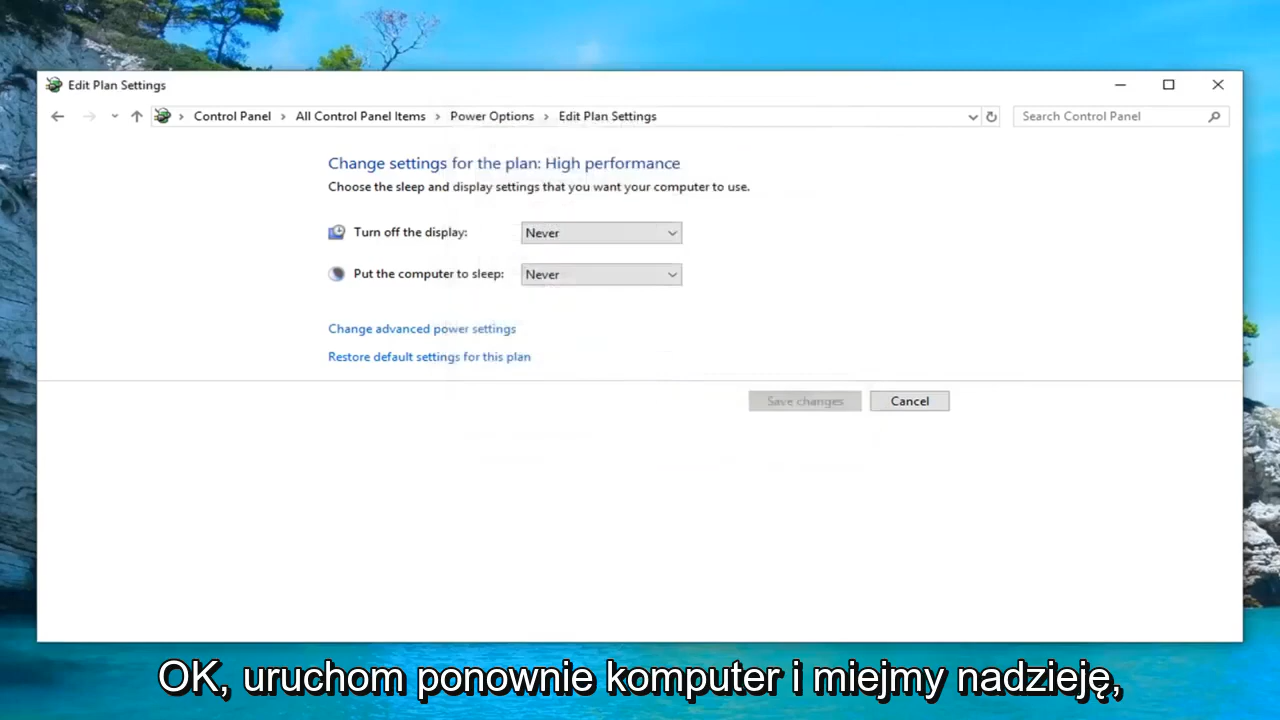 Edit Plan Settings
Control Panel > All Control Panel Items > Power Options > Edit Plan Settings
Search Control Panel
Change settings for the plan: High performance
Choose the sleep and display settings that you want your computer to use.
Turn off the display: Never
Put the computer to sleep: Never
Change advanced power settings
Restore default settings for this plan
Save changes Cancel
OK, uruchom ponownie komputer i miejmy nadzieję,